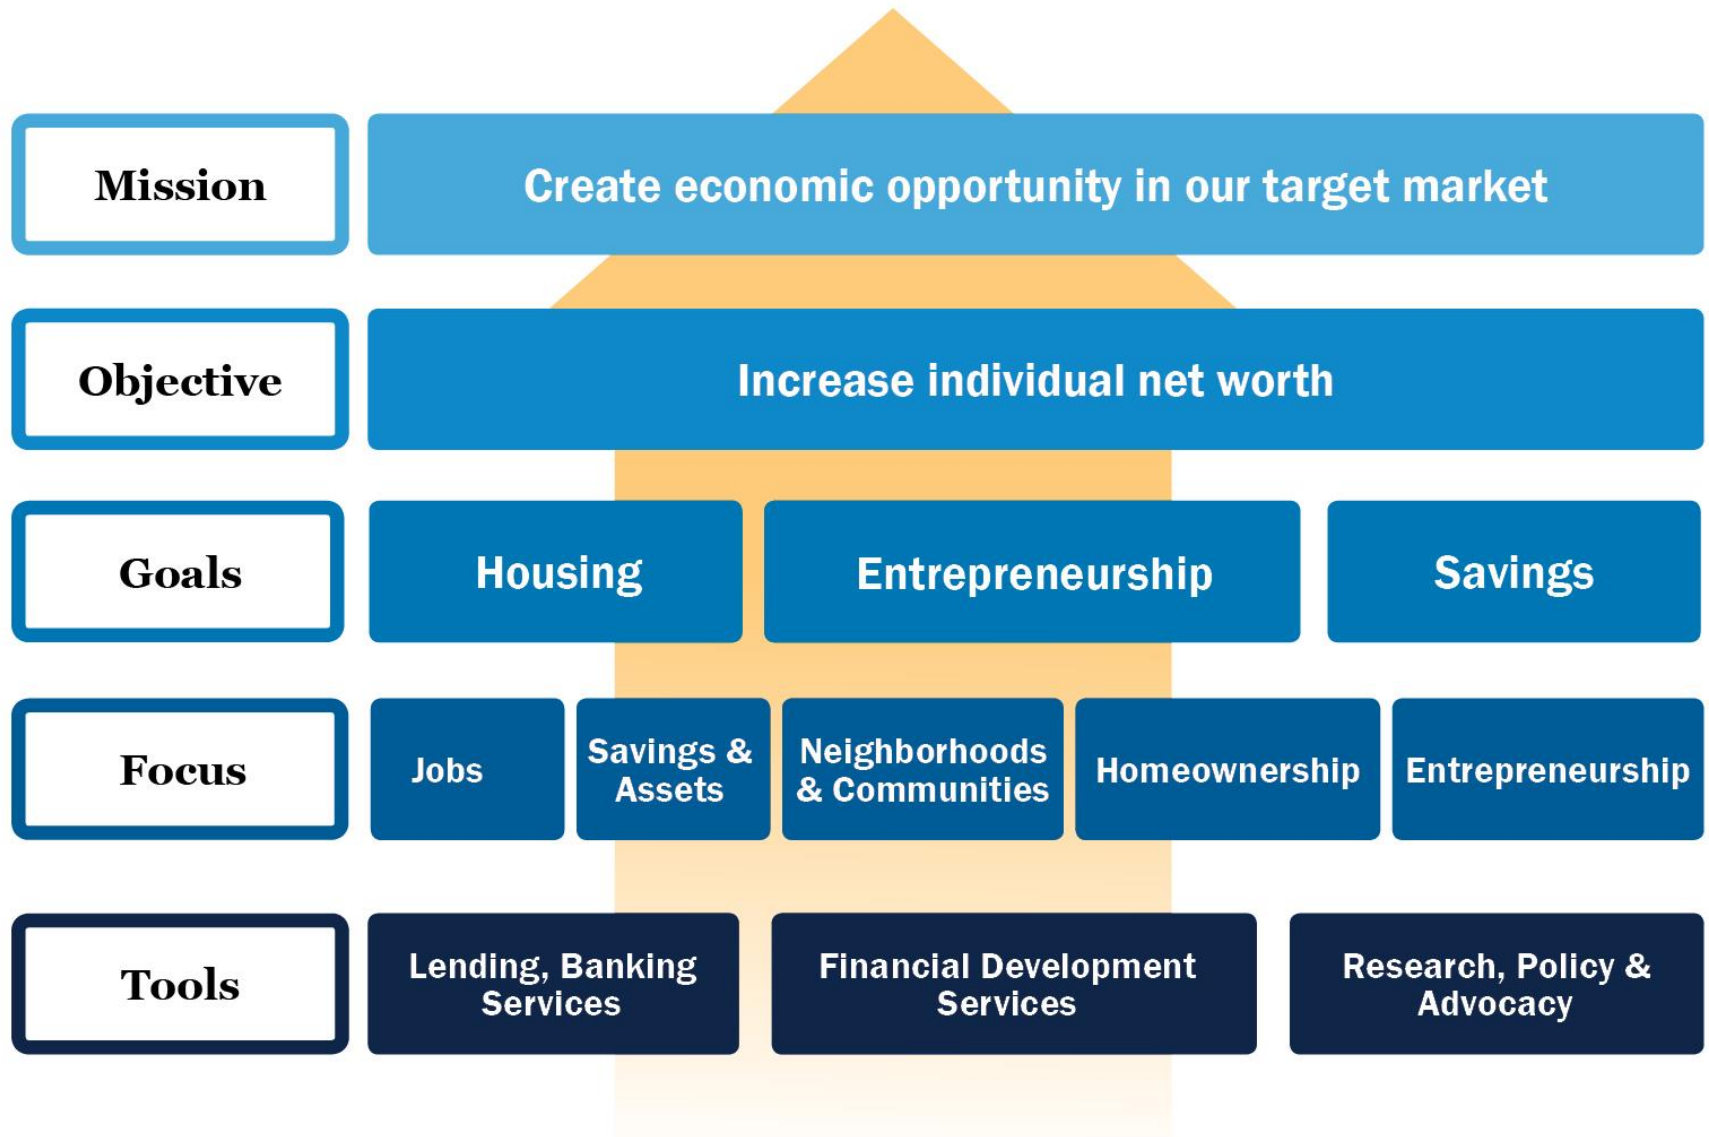 Mission
Create economic opportunity in our target market
Objective
Increase individual net worth
Goals
Housing
Entrepreneurship
Savings
Focus
Jobs
Savings &
Assets
Neighborhoods
& Communities
Homeownership
Entrepreneurship
Tools
Lending, Banking
Services
Financial Development
Services
Research, Policy &
Advocacy